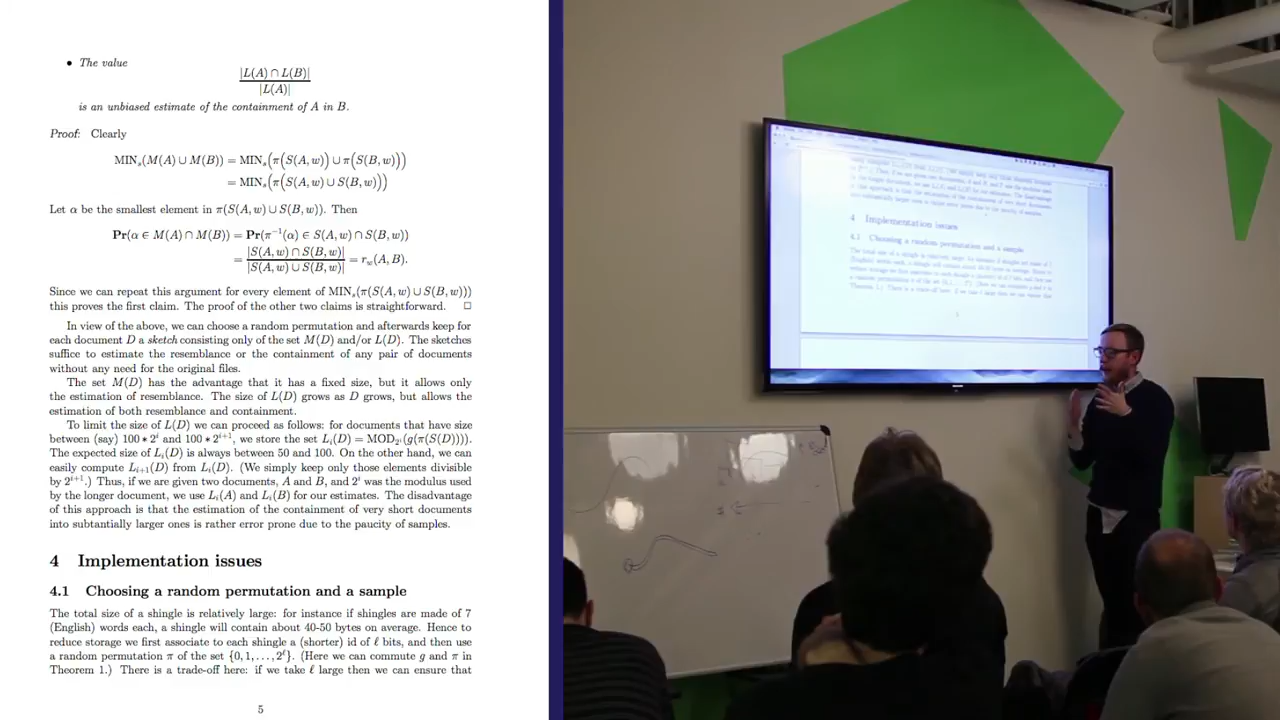 • The value
|L(A) ∩ L(B)|
|L(A)|
is an unbiased estimate of the containment of A in B.
Proof: Clearly
MIN_s(M(A) ∪ M(B)) = MIN_s(π(S(A, w)) ∪ π(S(B, w)))
= MIN_s(π(S(A, w) ∪ S(B, w)))
Let α be the smallest element in π(S(A, w) ∪ S(B, w)). Then
Pr(α ∈ M(A) ∩ M(B)) = Pr(π⁻¹(α) ∈ S(A, w) ∩ S(B, w))
= |S(A, w) ∩ S(B, w)| / |S(A, w) ∪ S(B, w)| = r_w(A, B).
Since we can repeat this argument for every element of MIN_s(π(S(A, w) ∪ S(B, w)))
this proves the first claim. The proof of the other two claims is straightforward. □
In view of the above, we can choose a random permutation and afterwards keep for
each document D a sketch consisting only of the set M(D) and/or L(D). The sketches
suffice to estimate the resemblance or the containment of any pair of documents
without any need for the original files.
The set M(D) has the advantage that it has a fixed size, but it allows only
the estimation of resemblance. The size of L(D) grows as D grows, but allows the
estimation of both resemblance and containment.
To limit the size of L(D) we can proceed as follows: for documents that have size
between (say) 100 * 2^i and 100 * 2^{i+1}, we store the set L_i(D) = MOD_{2^i}(g(π(S(D)))).
The expected size of L_i(D) is always between 50 and 100. On the other hand, we can
easily compute L_{i+1}(D) from L_i(D). (We simply keep only those elements divisible
by 2^{i+1}.) Thus, if we are given two documents, A and B, and 2^i was the modulus used
by the longer document, we use L_i(A) and L_i(B) for our estimates. The disadvantage
of this approach is that the estimation of the containment of very short documents
into subtantially larger ones is rather error prone due to the paucity of samples.
4 Implementation issues
4.1 Choosing a random permutation and a sample
The total size of a shingle is relatively large: for instance if shingles are made of 7
(English) words each, a shingle will contain about 40-50 bytes on average. Hence to
reduce storage we first associate to each shingle a (shorter) id of ℓ bits, and then use
a random permutation π of the set {0, 1, . . . , 2^ℓ}. (Here we can commute g and π in
Theorem 1.) There is a trade-off here: if we take ℓ large then we can ensure that
5
4 Implementation issues
4.1 Choosing a random permutation and a sample